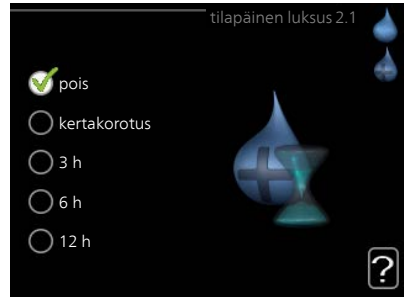 tilapäinen luksus 2.1
pois
kertakorotus
3 h
6 h
12 h
?